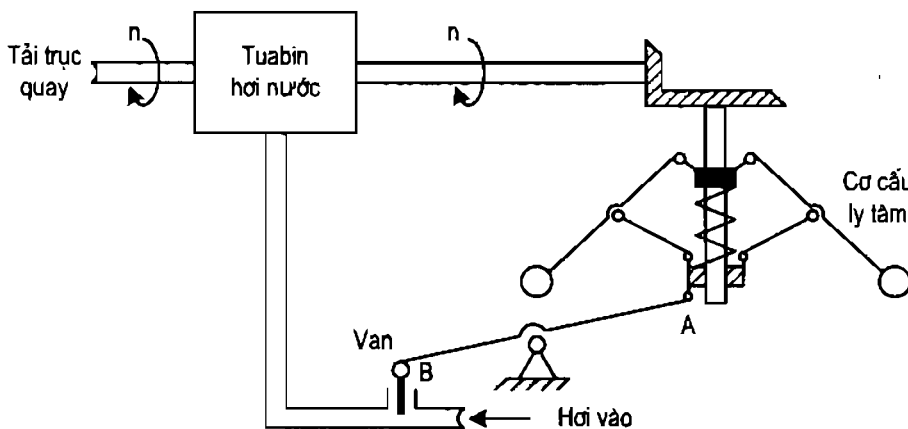 n
n
Tải trục
quay
Tuabin
hơi nước
Cơ cấu
ly tâm
A
Van
B
Hơi vào